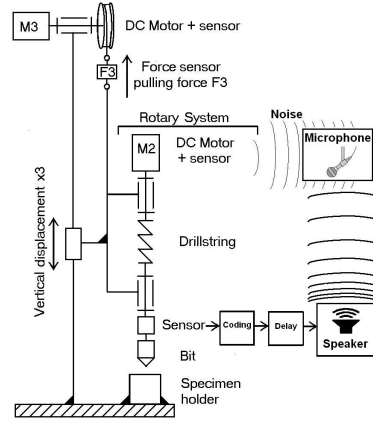 M3
DC Motor + sensor
F3
Force sensor
pulling force F3
Rotary System
Noise
Microphone
M2
DC Motor
+ sensor
Vertical displacement x3
Drillstring
Sensor
Coding
Delay
Speaker
Bit
Specimen
holder